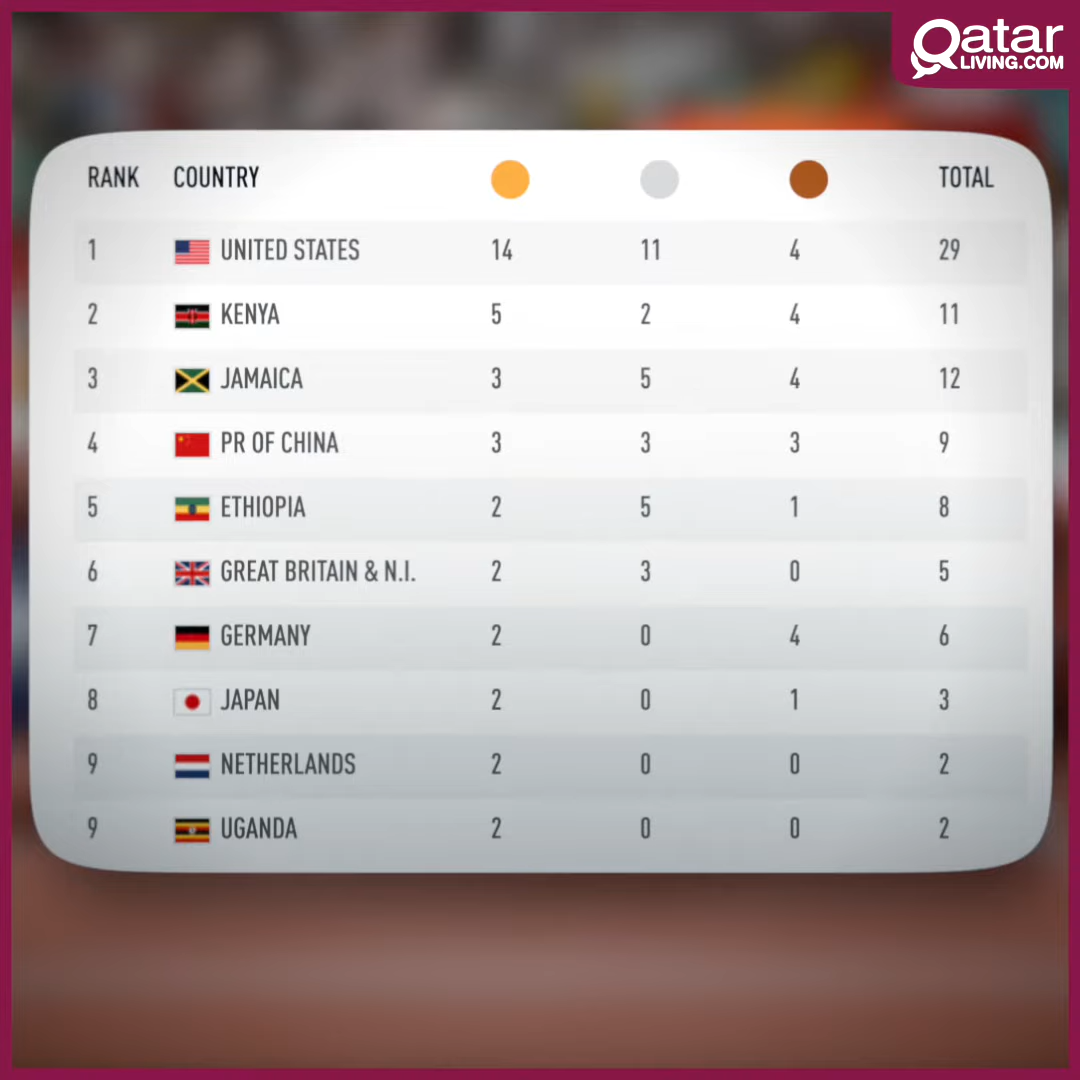 Qatar
LIVING.COM
RANK COUNTRY TOTAL
1 UNITED STATES 14 11 4 29
2 KENYA 5 2 4 11
3 JAMAICA 3 5 4 12
4 PR OF CHINA 3 3 3 9
5 ETHIOPIA 2 5 1 8
6 GREAT BRITAIN & N.I. 2 3 0 5
7 GERMANY 2 0 4 6
8 JAPAN 2 0 1 3
9 NETHERLANDS 2 0 0 2
9 UGANDA 2 0 0 2